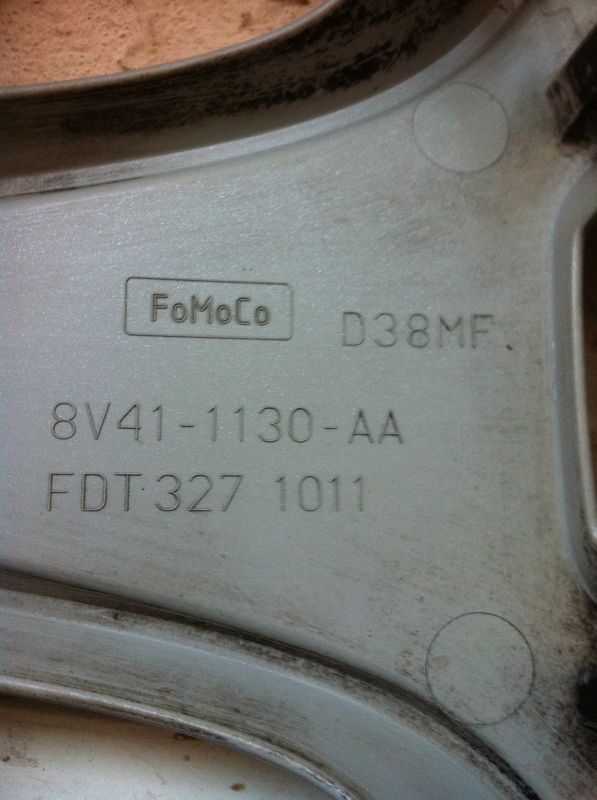 FoMoCo D38MF
8V41-1130-AA
FDT 327 1011